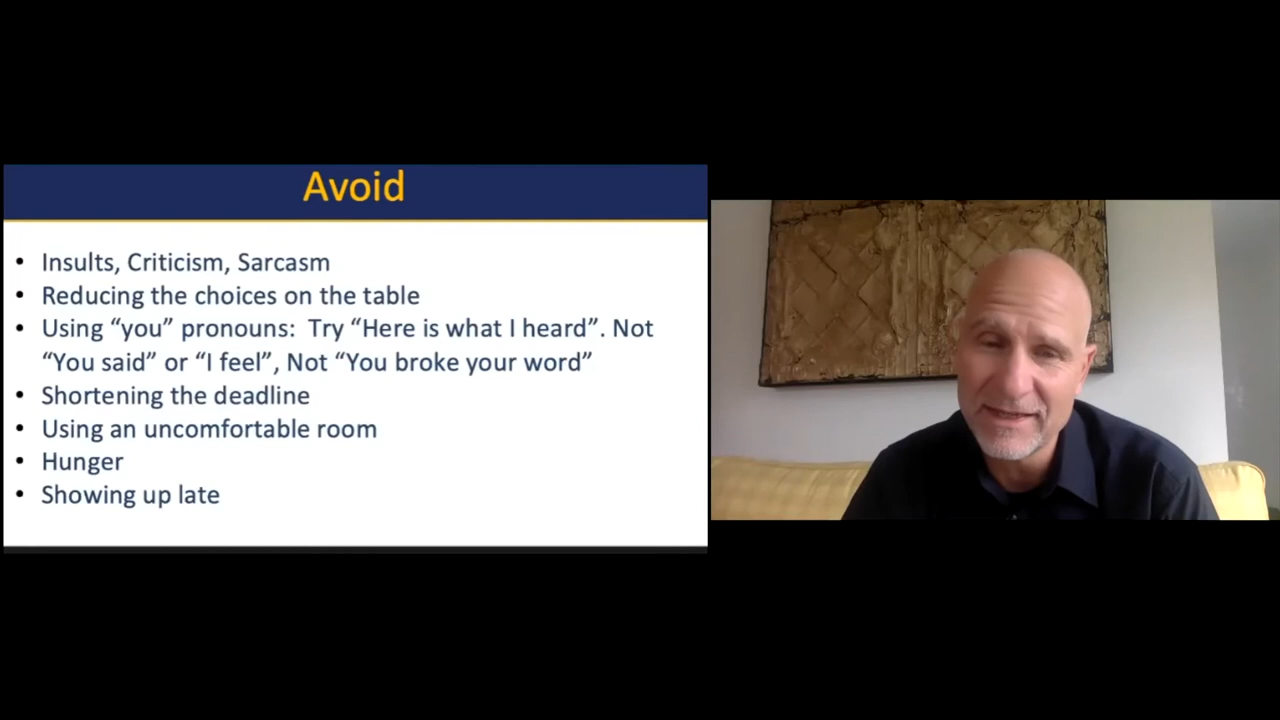 Avoid
• Insults, Criticism, Sarcasm
• Reducing the choices on the table
• Using “you” pronouns:  Try “Here is what I heard”. Not
“You said” or “I feel”, Not “You broke your word”
• Shortening the deadline
• Using an uncomfortable room
• Hunger
• Showing up late